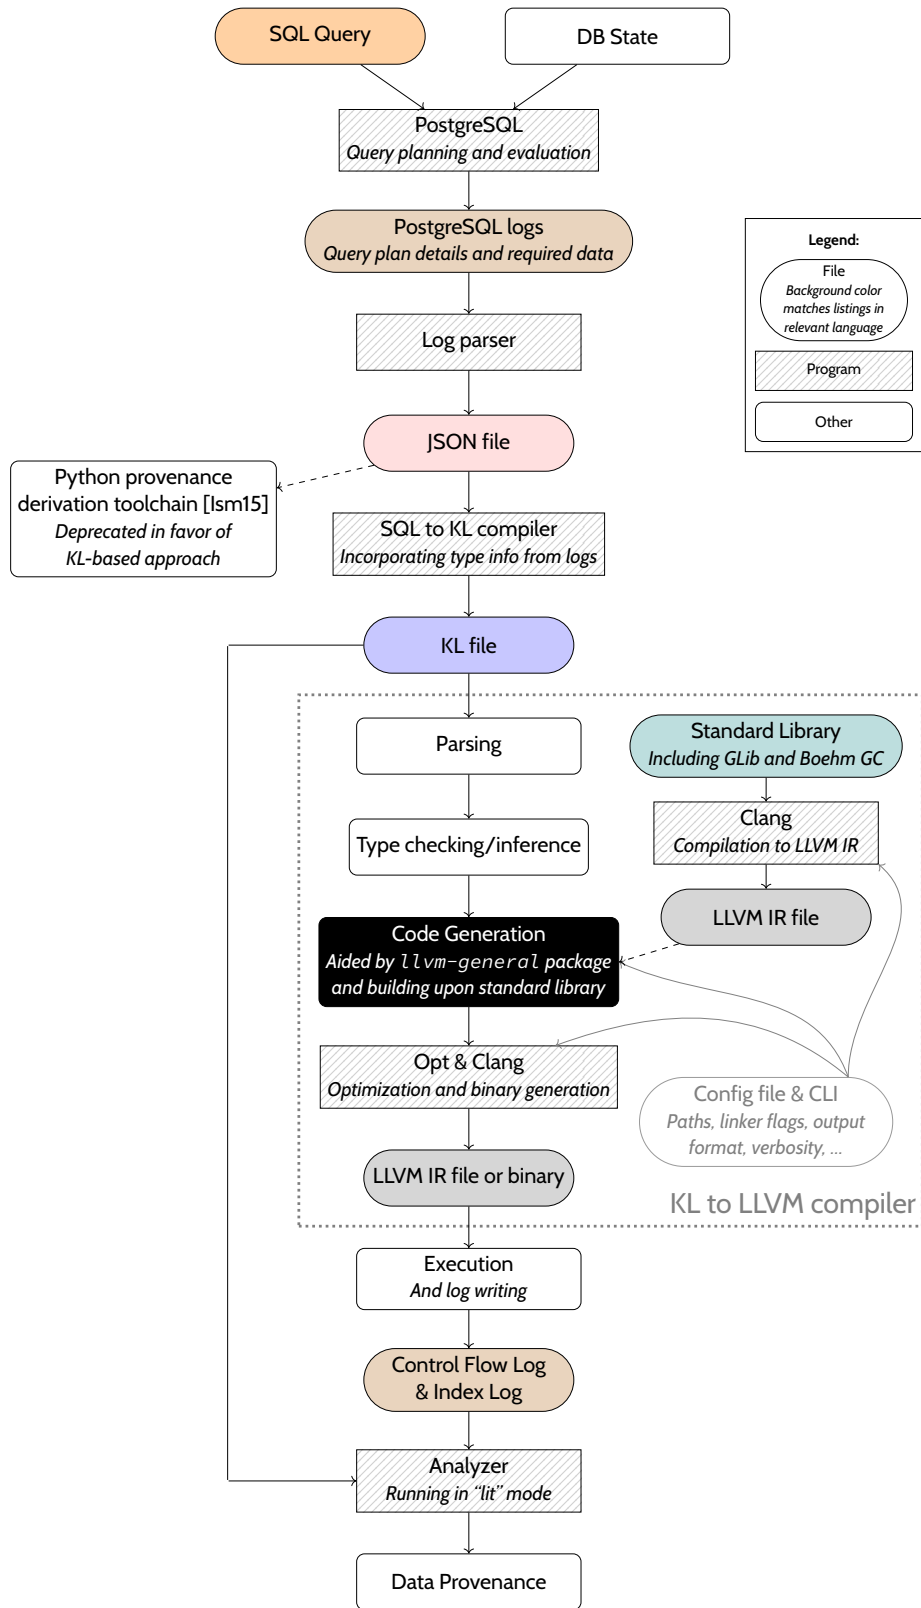 SQL Query
DB State
PostgreSQL
Query planning and evaluation
PostgreSQL logs
Query plan details and required data
Legend:
File
Background color
matches listings in
relevant language
Program
Other
Log parser
JSON file
Python provenance
derivation toolchain [Ism15]
Deprecated in favor of
KL-based approach
SQL to KL compiler
Incorporating type info from logs
KL file
Parsing
Standard Library
Including GLib and Boehm GC
Clang
Compilation to LLVM IR
Type checking/inference
LLVM IR file
Code Generation
Aided by llvm-general package
and building upon standard library
Opt & Clang
Optimization and binary generation
Config file & CLI
Paths, linker flags, output
format, verbosity, ...
LLVM IR file or binary
KL to LLVM compiler
Execution
And log writing
Control Flow Log
& Index Log
Analyzer
Running in “lit” mode
Data Provenance